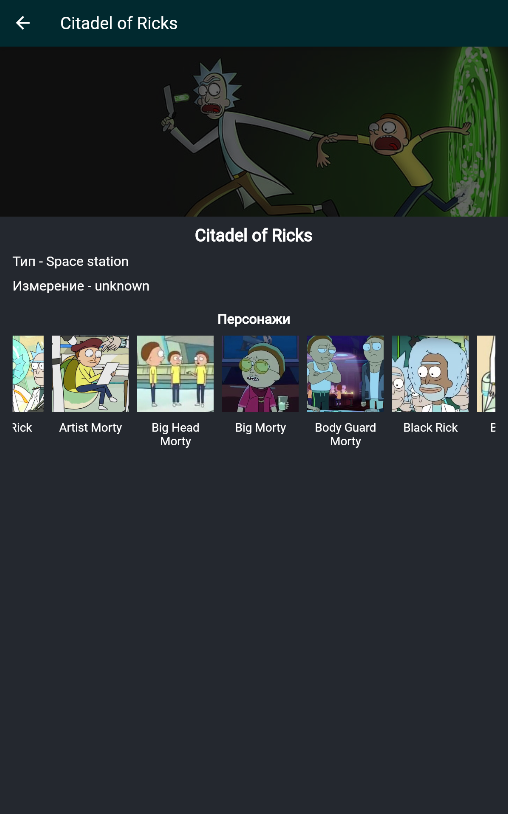 Citadel of Ricks
Citadel of Ricks
Тип - Space station
Измерение - unknown
Персонажи
Rick
Artist Morty
Big Head
Morty
Big Morty
Body Guard
Morty
Black Rick